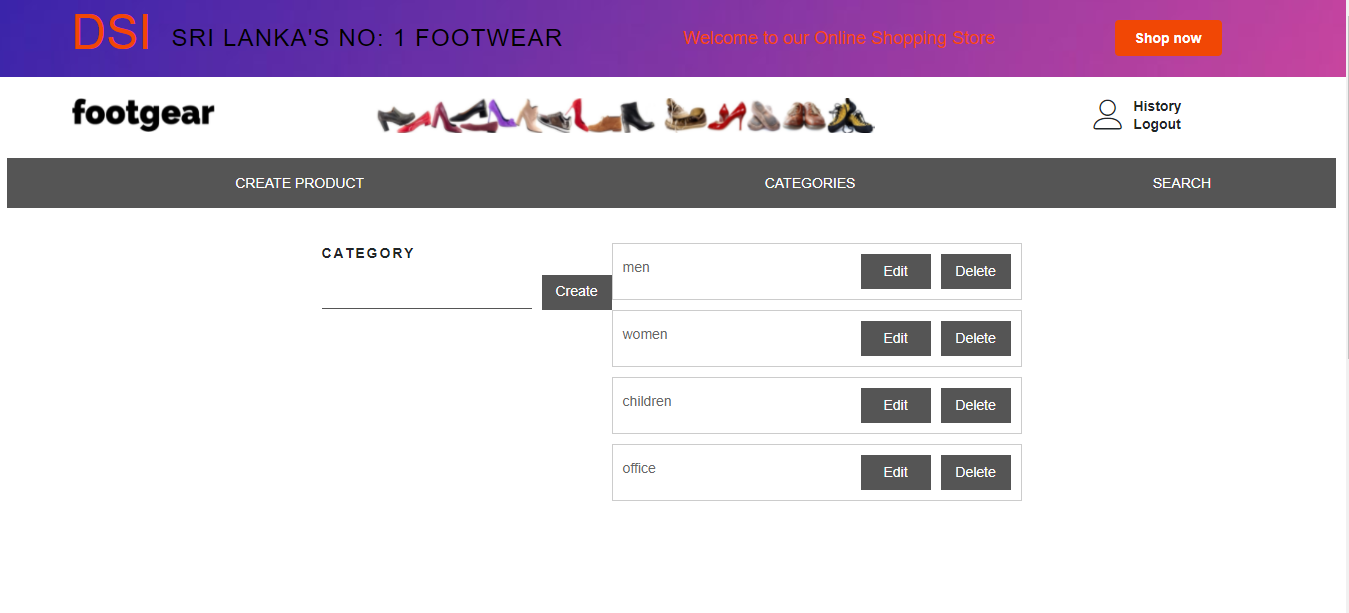 DSI SRI LANKA'S NO: 1 FOOTWEAR Welcome to our Online Shopping Store Shop now
footgear
History
Logout
CREATE PRODUCT CATEGORIES SEARCH
CATEGORY
Create
men Edit Delete
women Edit Delete
children Edit Delete
office Edit Delete